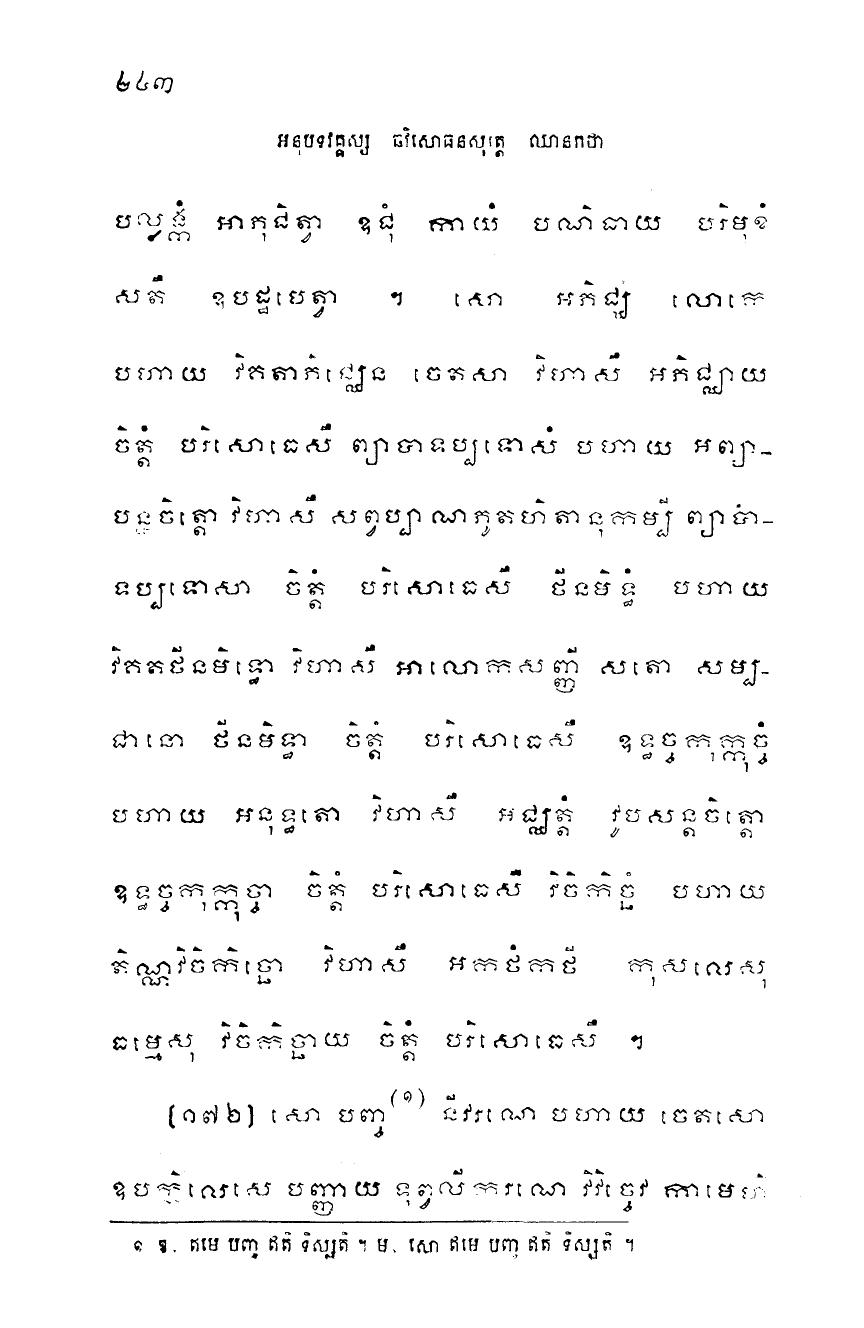 ២៤៣
អនុបទវគ្គស្ស ឆវិសោធនសុត្តេ ឈានកថា
បល្លង្កំ អាភុជិត្វា ឧជុំ កាយំ បណិធាយ បរិមុខំ
សតឹ ឧបដ្ឋបេត្វា ។ សោ អភិជ្ឈំ លោកេ
បហាយ វិគតាភិជ្ឈេន ចេតសា វិហាសឹ អភិជ្ឈាយ
ចិត្តំ បរិសោធេសឹ ព្យាបាទប្បទោសំ បហាយ អព្យា-
បន្នចិត្តោ វិហាសឹ សព្វប្បាណភូតហិតានុកម្បី ព្យាបា-
ទប្បទោសា ចិត្តំ បរិសោធេសឹ ថីនមិទ្ធំ បហាយ
វិគតថីនមិទ្ធោ វិហាសឹ អាលោកសញ្ញី សតោ សម្ប-
ជានោ ថីនមិទ្ធា ចិត្តំ បរិសោធេសឹ ឧទ្ធច្ចកុក្កុច្ចំ
បហាយ អនុទ្ធតោ វិហាសឹ អជ្ឈត្តំ វូបសន្តចិត្តោ
ឧទ្ធច្ចកុក្កុច្ចា ចិត្តំ បរិសោធេសឹ វិចិកិច្ឆំ បហាយ
តិណ្ណវិចិកិច្ឆោ វិហាសឹ អកថំកថី កុសលេសុ
ធម្មេសុ វិចិកិច្ឆាយ ចិត្តំ បរិសោធេសឹ ។
[១៧២] សោ បញ្ច(១) នីវរណេ បហាយ ចេតសោ
ឧបក្កិលេសេ បញ្ញាយ ទុព្វលីករណេ វិវិច្ចេវ កាមេហិ
១ ឱ. ឥមេ បញ្ច ឥតិ ទិស្សតិ ។ ម. សោ ឥមេ បញ្ច ឥតិ ទិស្សតិ ។